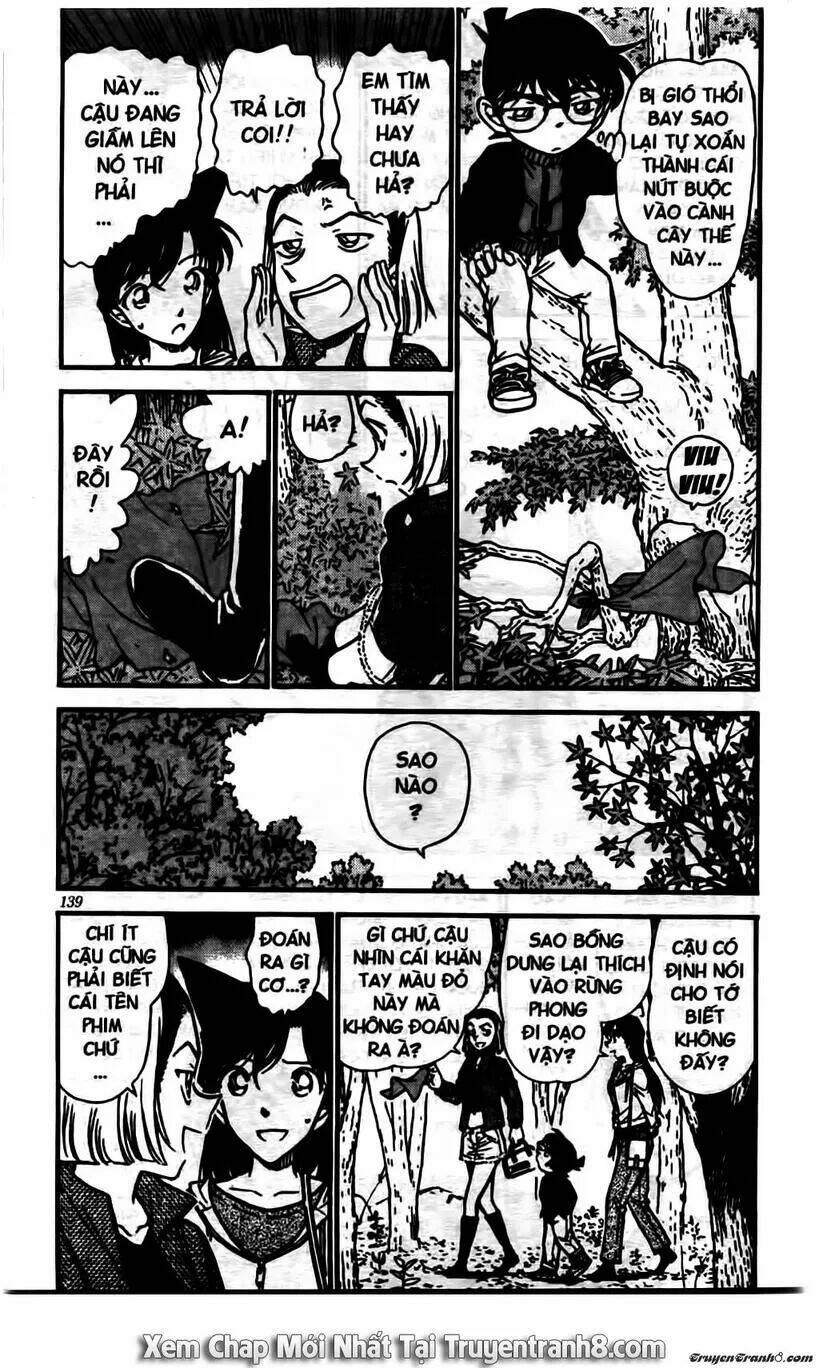 BỊ GIÓ THỔI
BAY SAO
LẠI TỰ XOẮN
THÀNH CÁI
NÚT BUỘC
VÀO CÀNH
CÂY THẾ
NÀY...
VIU
VIU!
EM TÌM
THẤY
HAY
CHƯA
HẢ?
TRẢ LỜI
COI!!
NÀY...
CẬU ĐANG
GIẪM LÊN
NÓ THÌ
PHẢI
...
HẢ?
A!
ĐÂY
RỒI
!
SAO
NÀO
?
139
CẬU CÓ
ĐỊNH NÓI
CHO TỚ
BIẾT
KHÔNG
ĐẤY?
SAO BỖNG
DƯNG LẠI THÍCH
VÀO RỪNG
PHONG
ĐI DẠO
VẬY?
GÌ CHỨ, CẬU
NHÌN CÁI KHĂN
TAY MÀU ĐỎ
NÀY MÀ
KHÔNG ĐOÁN
RA À?
ĐOÁN
RA GÌ
CƠ...?
CHÍ ÍT
CẬU CŨNG
PHẢI BIẾT
CÁI TÊN
PHIM
CHỨ
...
Xem Chap Mới Nhất Tại Truyentranh8.com
TruyenTranh8.com